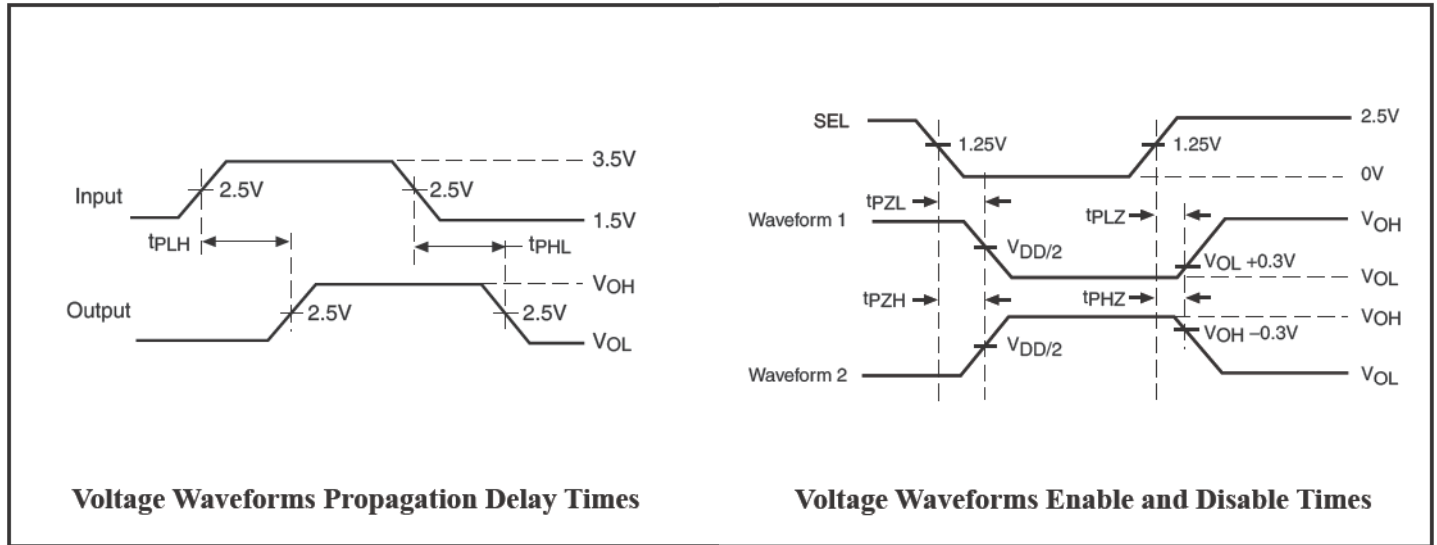 Input
2.5V
2.5V
3.5V
1.5V
tPLH
tPHL
Output
2.5V
2.5V
VOH
VOL
Voltage Waveforms Propagation Delay Times
SEL
1.25V
1.25V
2.5V
0V
tPZL
tPLZ
Waveform 1
VDD/2
VOL +0.3V
VOH
VOL
tPZH
tPHZ
Waveform 2
VDD/2
VOH –0.3V
VOH
VOL
Voltage Waveforms Enable and Disable Times